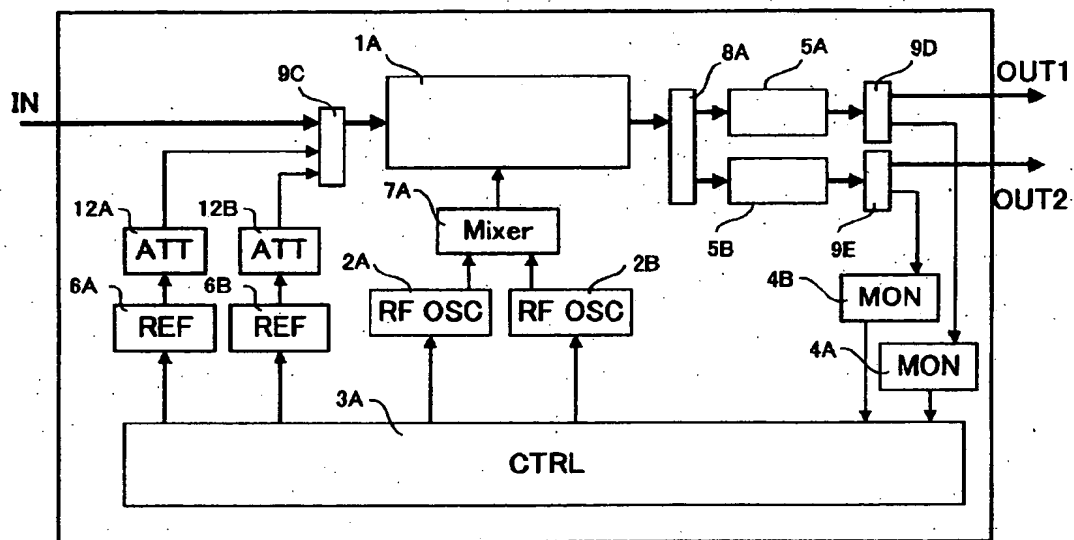 1A
5A
9D
8A
9C
OUT1
IN
7A
12A
12B
Mixer
OUT2
ATT
ATT
2A
2B
5B
9E
6A
6B
4B
RF OSC
RF OSC
MON
REF
REF
4A
MON
3A
CTRL